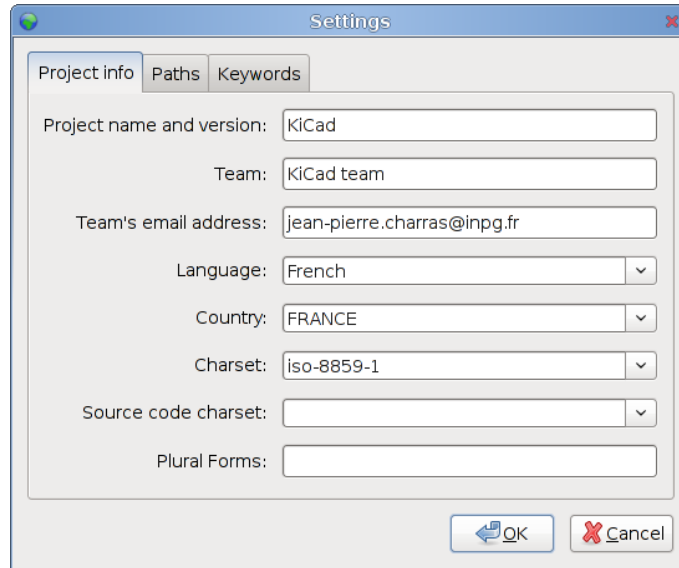 Settings
Project info Paths Keywords
Project name and version: KiCad
Team: KiCad team
Team's email address: jean-pierre.charras@inpg.fr
Language: French
Country: FRANCE
Charset: iso-8859-1
Source code charset:
Plural Forms:
OK Cancel